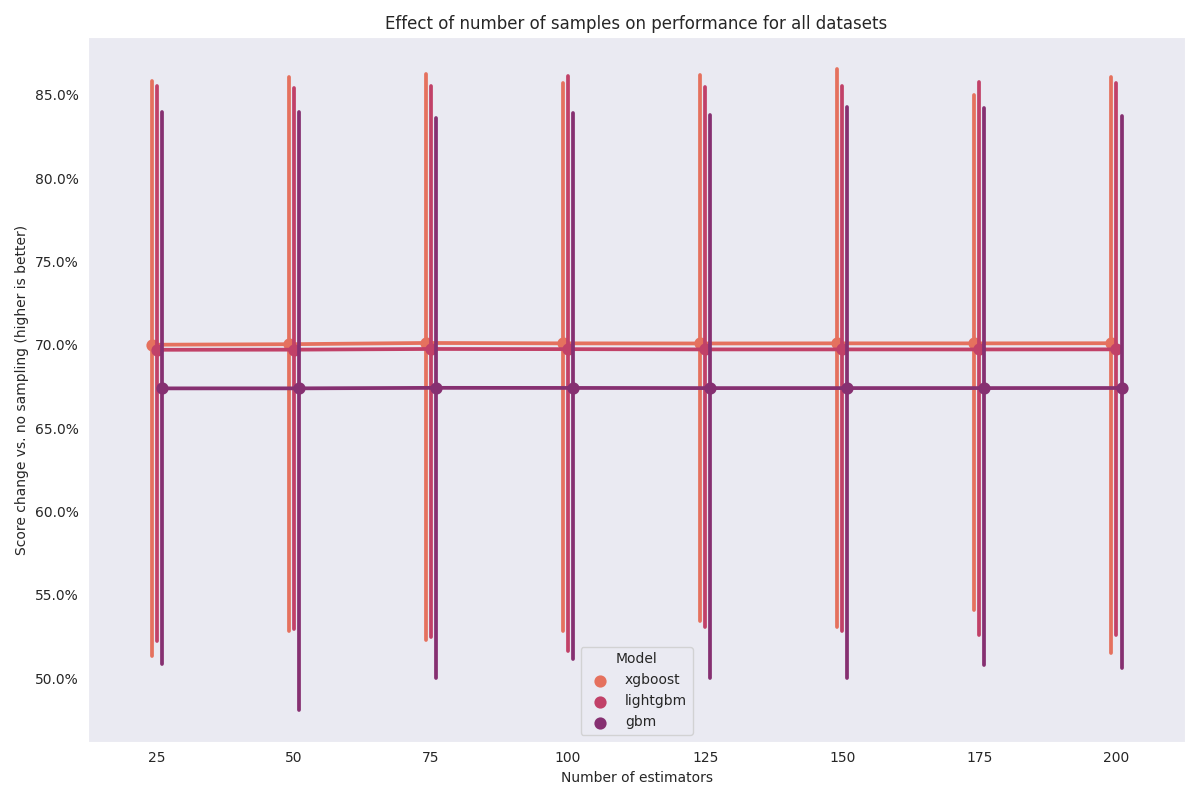 Effect of number of samples on performance for all datasets
Score change vs. no sampling (higher is better)
85.0%
80.0%
75.0%
70.0%
65.0%
60.0%
55.0%
50.0%
Model
xgboost
lightgbm
gbm
25 50 75 100 125 150 175 200
Number of estimators